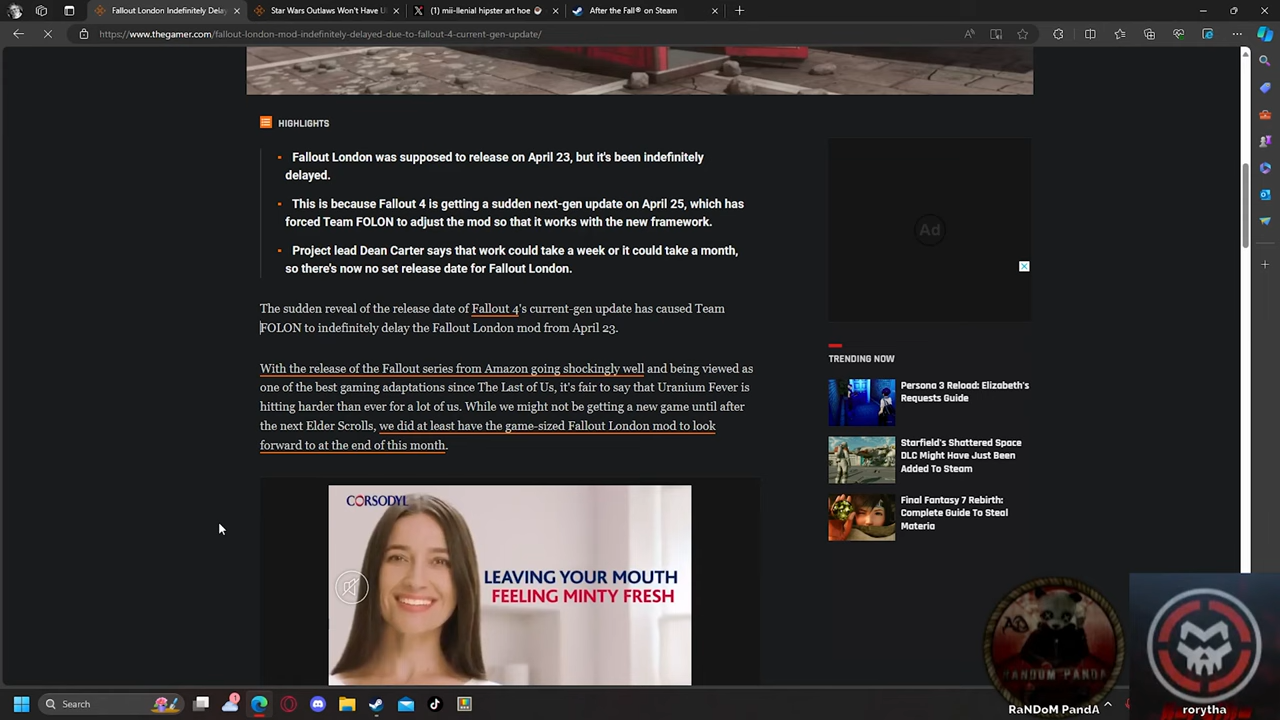 Fallout London Indefinitely Dela
Star Wars Outlaws Won't Have U
(1) mii-llenial hipster art hoe
After the Fall® on Steam
https://www.thegamer.com/fallout-london-mod-indefinitely-delayed-due-to-fallout-4-current-gen-update/
HIGHLIGHTS
Fallout London was supposed to release on April 23, but it's been indefinitely
delayed.
This is because Fallout 4 is getting a sudden next-gen update on April 25, which has
forced Team FOLON to adjust the mod so that it works with the new framework.
Project lead Dean Carter says that work could take a week or it could take a month,
so there's now no set release date for Fallout London.
The sudden reveal of the release date of Fallout 4's current-gen update has caused Team
FOLON to indefinitely delay the Fallout London mod from April 23.
With the release of the Fallout series from Amazon going shockingly well and being viewed as
one of the best gaming adaptations since The Last of Us, it's fair to say that Uranium Fever is
hitting harder than ever for a lot of us. While we might not be getting a new game until after
the next Elder Scrolls, we did at least have the game-sized Fallout London mod to look
forward to at the end of this month.
Ad
TRENDING NOW
Persona 3 Reload: Elizabeth's
Requests Guide
Starfield's Shattered Space
DLC Might Have Just Been
Added To Steam
Final Fantasy 7 Rebirth:
Complete Guide To Steal
Materia
CORSODYL
LEAVING YOUR MOUTH
FEELING MINTY FRESH
RANDOM PANDA
RaNDoM PandA
rorytha
Search